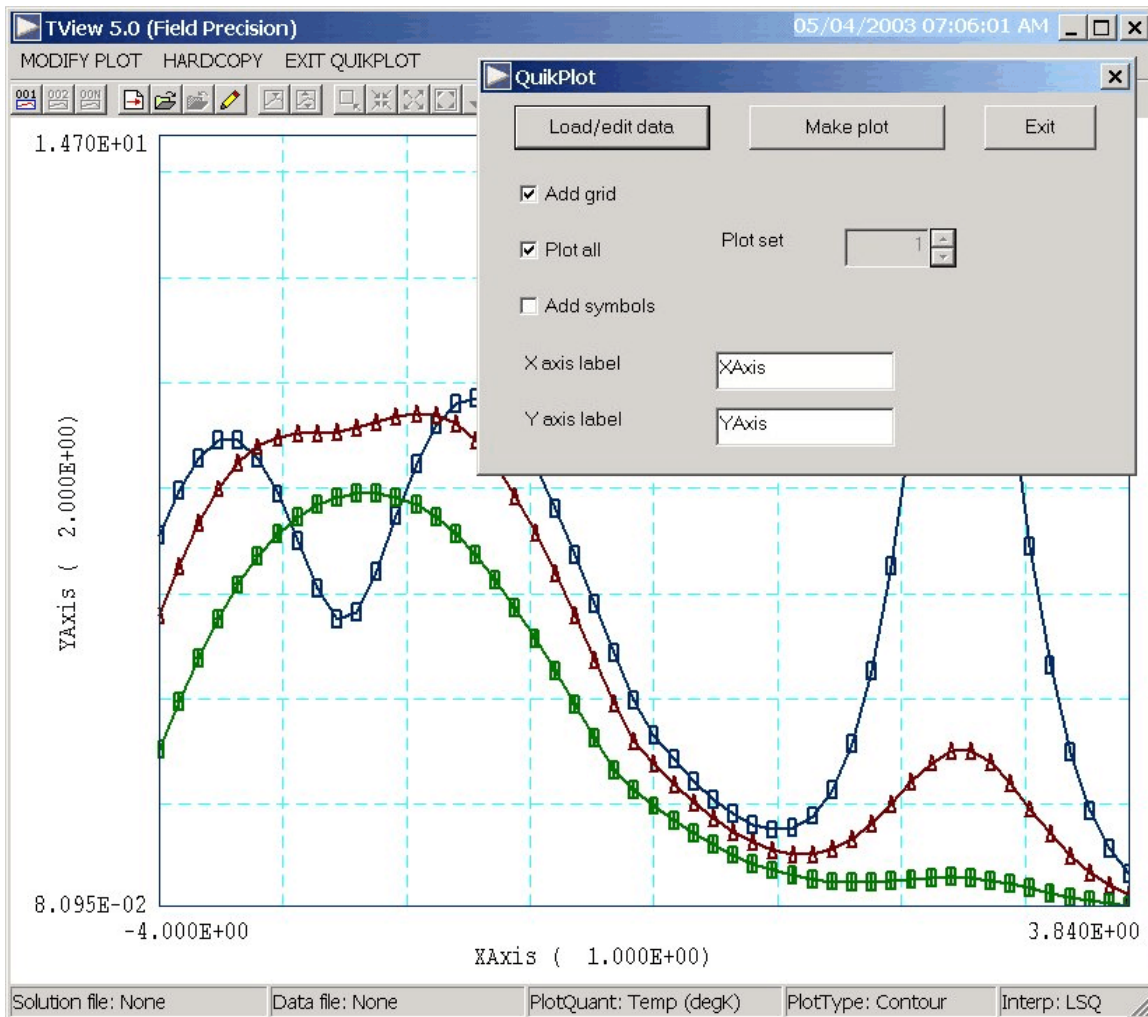 TView 5.0 (Field Precision)
05/04/2003 07:06:01 AM
MODIFY PLOT HARDCOPY EXIT QUIKPLOT
001 002 00N
QuikPlot
Load/edit data Make plot Exit
Add grid
Plot all Plot set 1
Add symbols
X axis label XAxis
Y axis label YAxis
1.470E+01
YAxis ( 2.000E+00)
8.095E-02
-4.000E+00 3.840E+00
XAxis ( 1.000E+00)
Solution file: None Data file: None PlotQuant: Temp (degK) PlotType: Contour Interp: LSQ